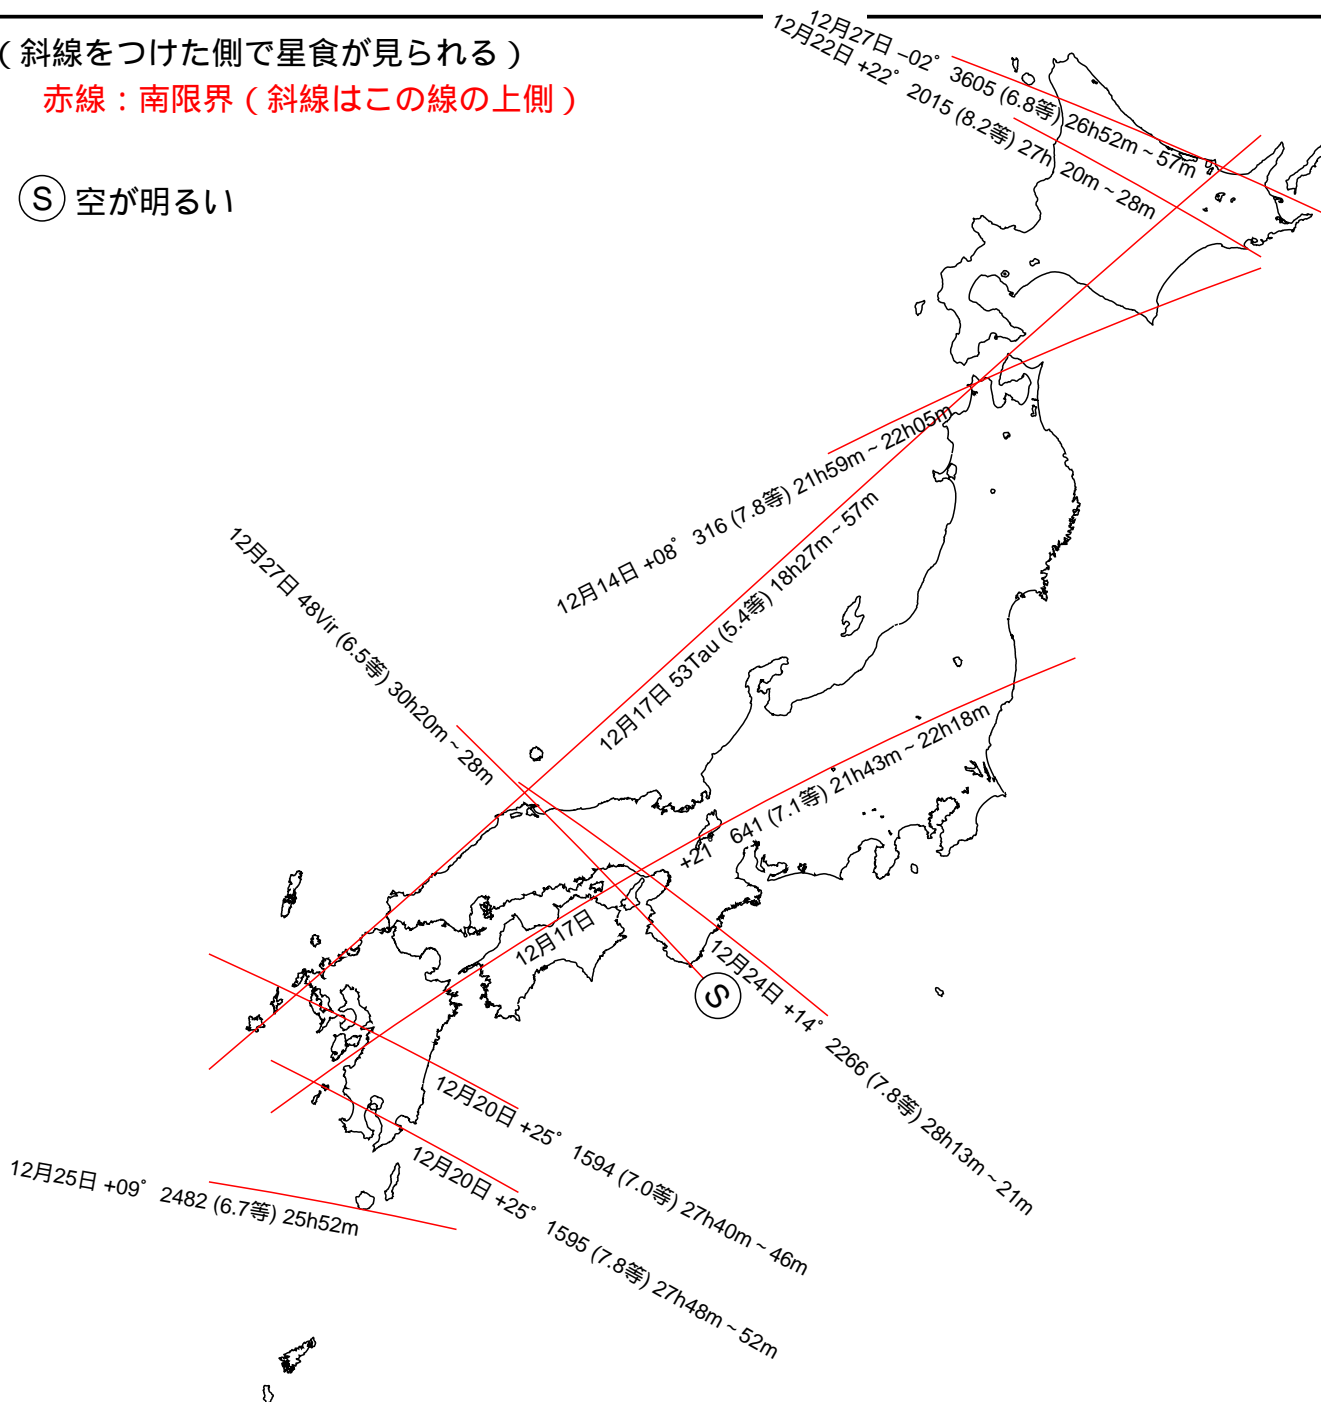 (斜線をつけた側で星食が見られる)
赤線:南限界(斜線はこの線の上側)
Ⓢ 空が明るい
12月27日 −02° 3605 (6.8等) 26h52m ~ 57m
12月22日 +22° 2015 (8.2等) 27h 20m ~ 28m
12月14日 +08° 316 (7.8等) 21h59m ~ 22h05m
12月17日 53Tau (5.4等) 18h27m ~ 57m
12月27日 48Vir (6.5等) 30h20m ~ 28m
12月17日 +21° 641 (7.1等) 21h43m ~ 22h18m
12月24日 +14° 2266 (7.8等) 28h13m ~ 21m
Ⓢ
12月20日 +25° 1594 (7.0等) 27h40m ~ 46m
12月20日 +25° 1595 (7.8等) 27h48m ~ 52m
12月25日 +09° 2482 (6.7等) 25h52m